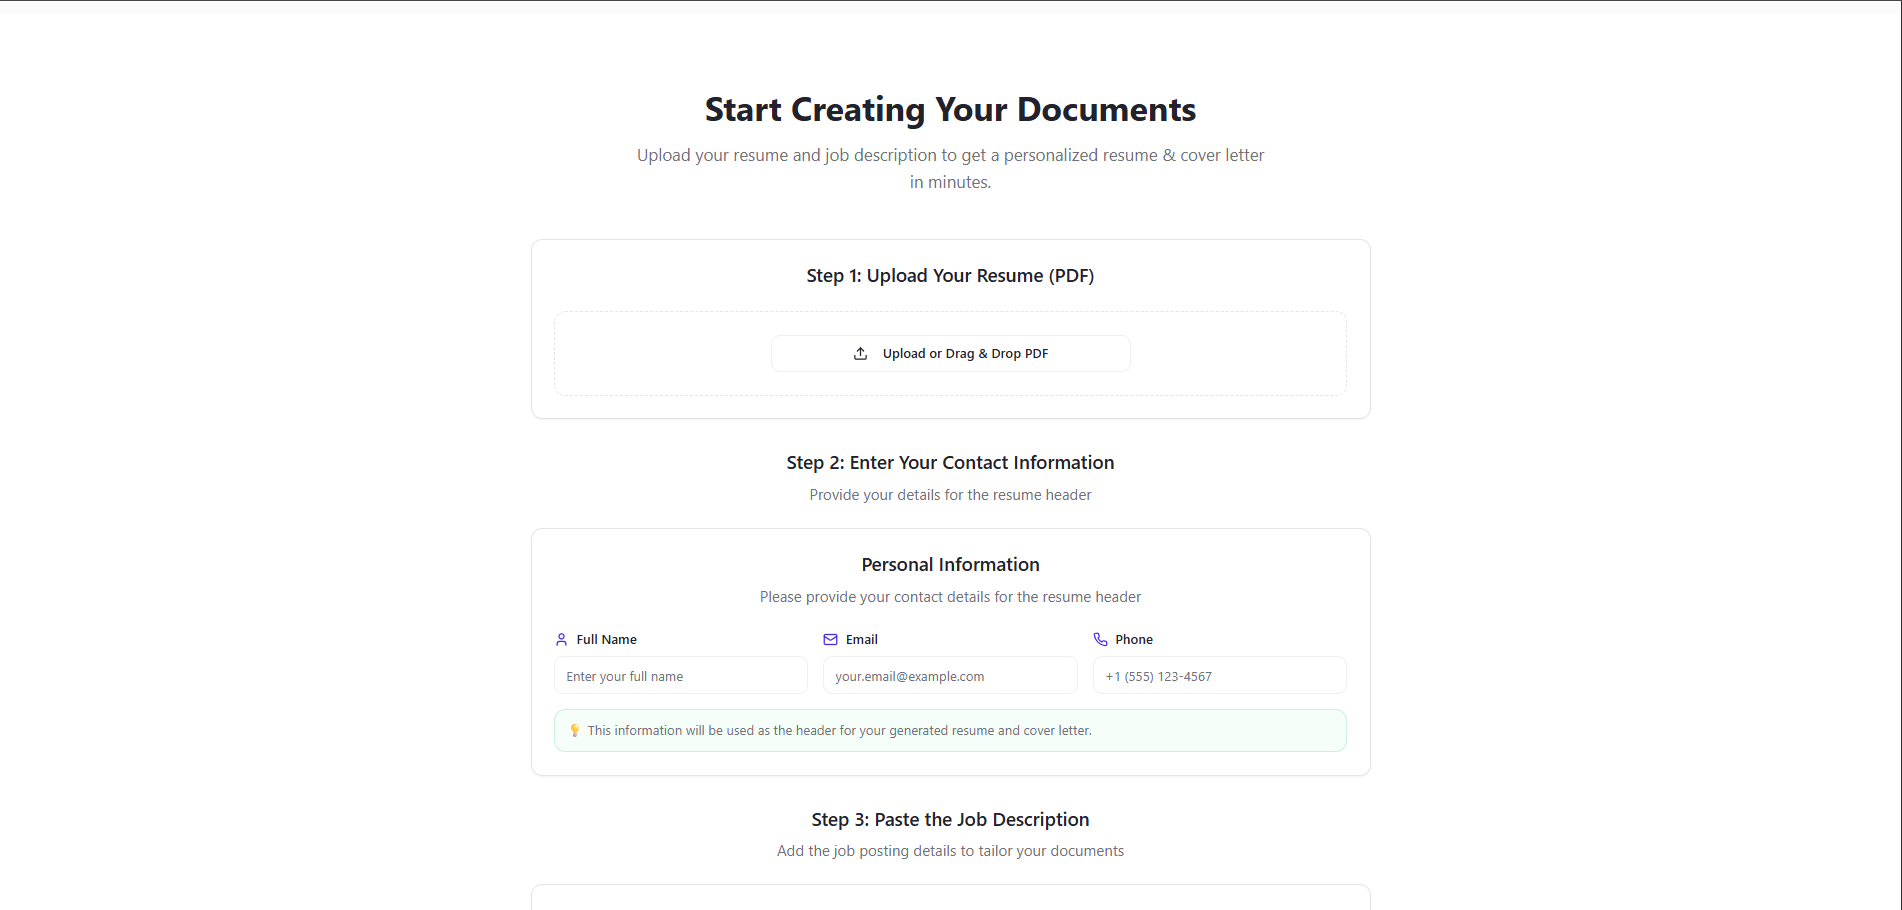 Start Creating Your Documents
Upload your resume and job description to get a personalized resume & cover letter
in minutes.
Step 1: Upload Your Resume (PDF)
Upload or Drag & Drop PDF
Step 2: Enter Your Contact Information
Provide your details for the resume header
Personal Information
Please provide your contact details for the resume header
Full Name
Email
Phone
Enter your full name
your.email@example.com
+1 (555) 123-4567
💡 This information will be used as the header for your generated resume and cover letter.
Step 3: Paste the Job Description
Add the job posting details to tailor your documents